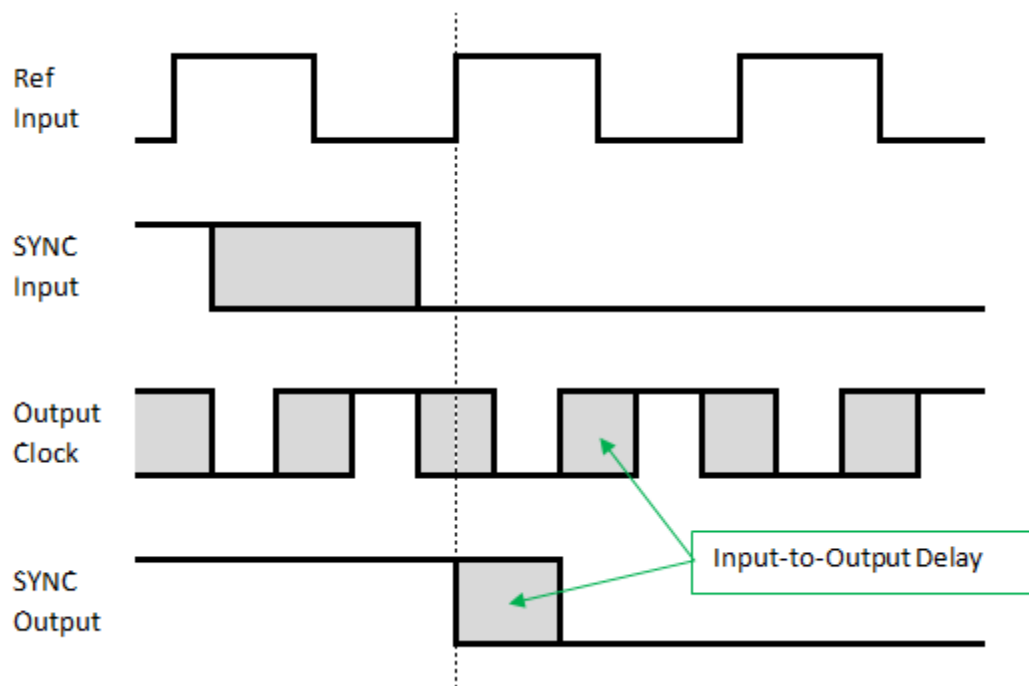 Ref
Input
SYNC
Input
Output
Clock
Input-to-Output Delay
SYNC
Output